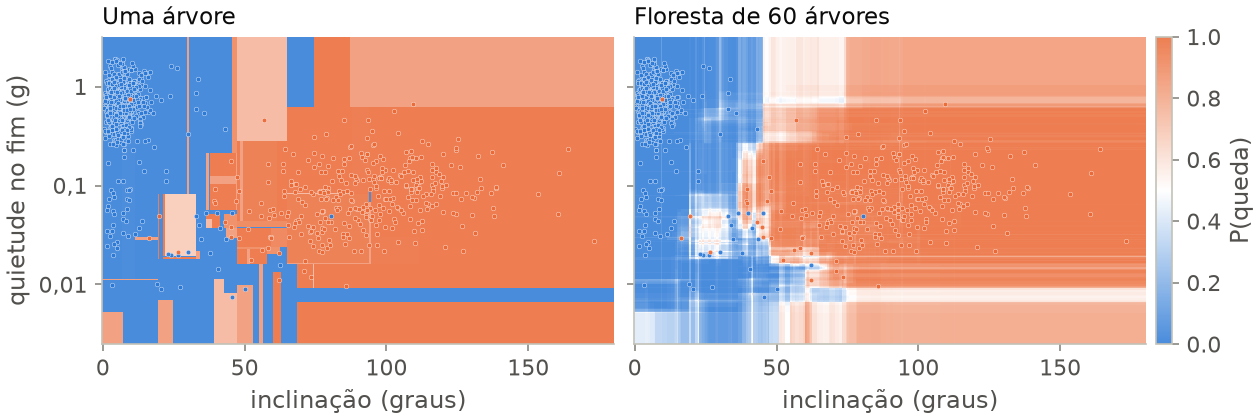 Uma árvore
Floresta de 60 árvores
quietude no fim (g)
1
0,1
0,01
0
50
100
150
inclinação (graus)
0
50
100
150
inclinação (graus)
1.0
0.8
0.6
0.4
0.2
0.0
P(queda)